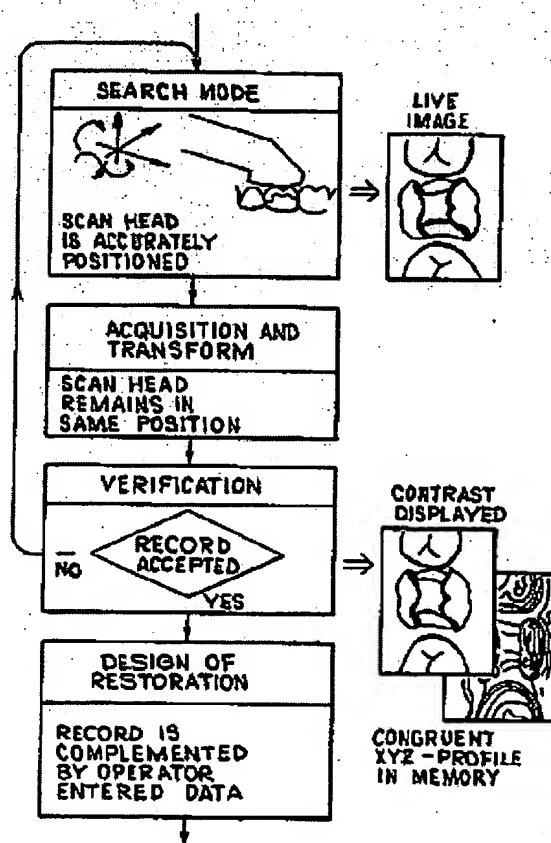 SEARCH MODE
SCAN HEAD
IS ACCURATELY
POSITIONED
LIVE
IMAGE
ACQUISITION AND
TRANSFORM
SCAN HEAD
REMAINS IN
SAME POSITION
VERIFICATION
RECORD
ACCEPTED
NO
YES
CONTRAST
DISPLAYED
DESIGN OF
RESTORATION
RECORD IS
COMPLEMENTED
BY OPERATOR
ENTERED DATA
CONGRUENT
XYZ-PROFILE
IN MEMORY